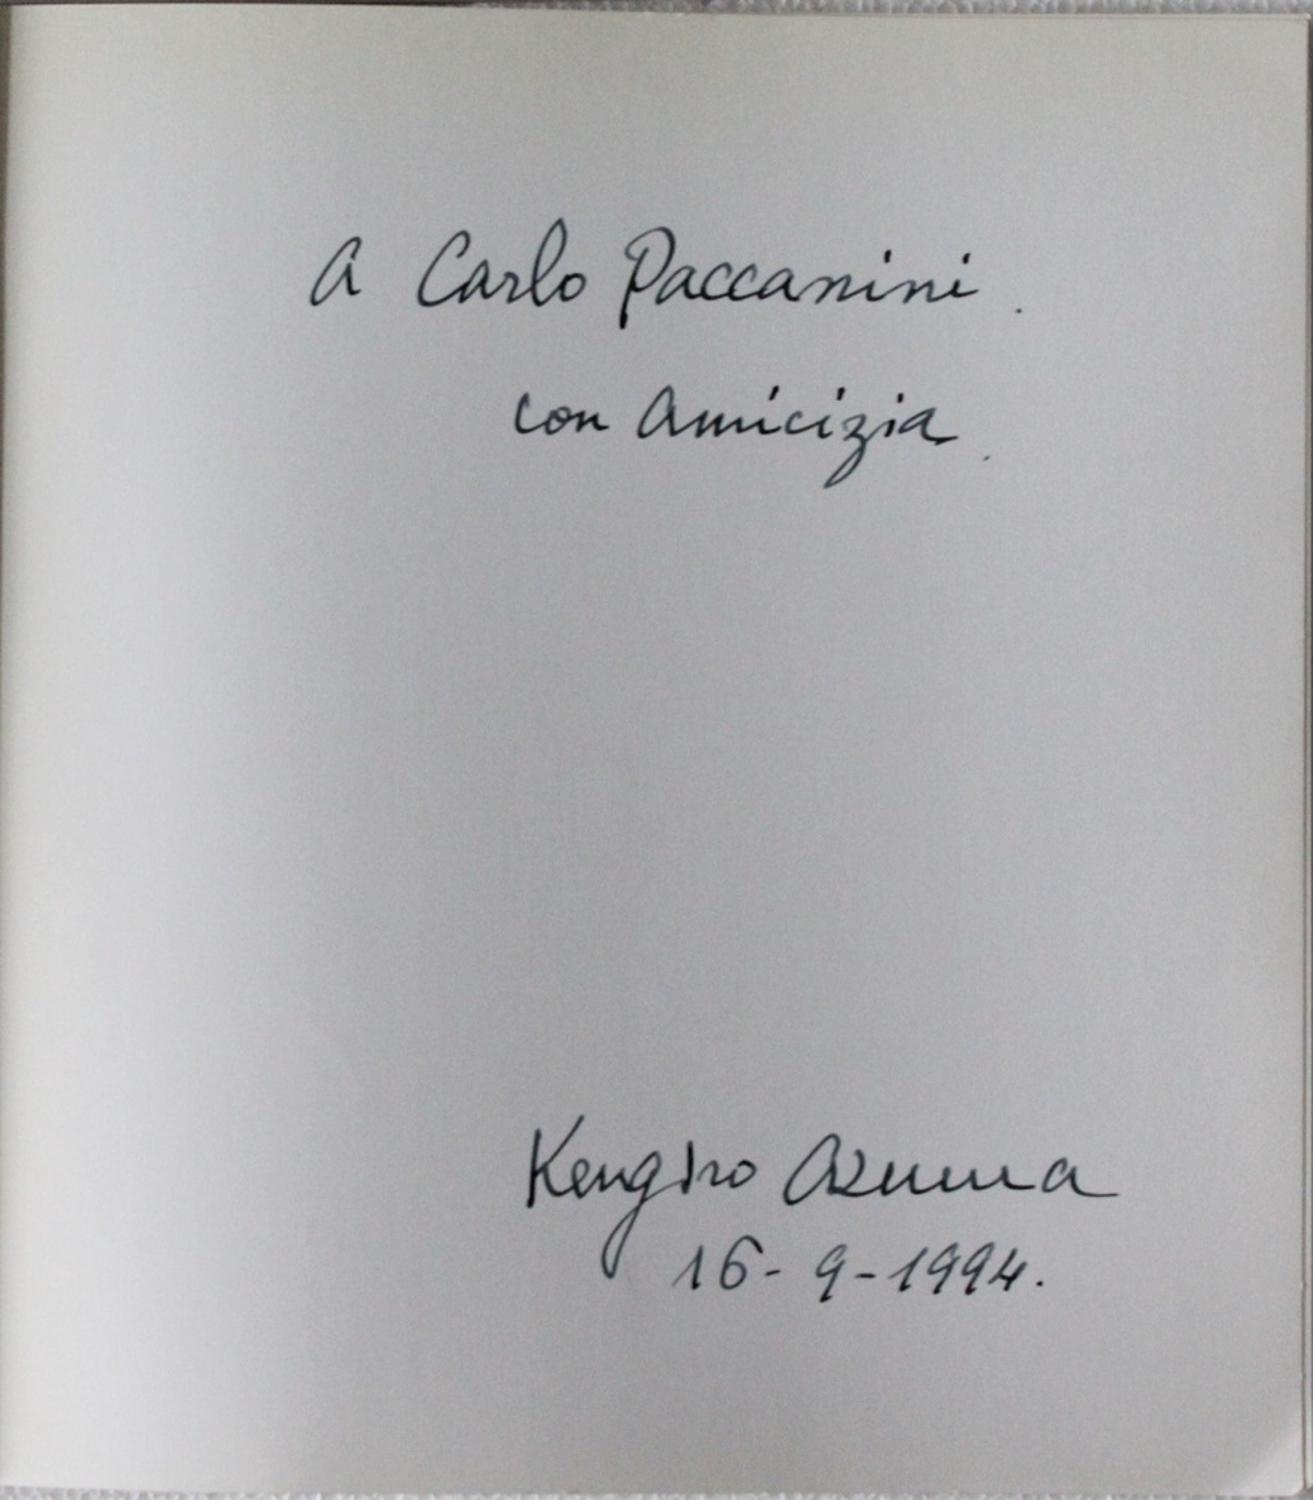 A Carlo Paccanini.
con Amicizia.
Kengiro Azuma
16-9-1994.